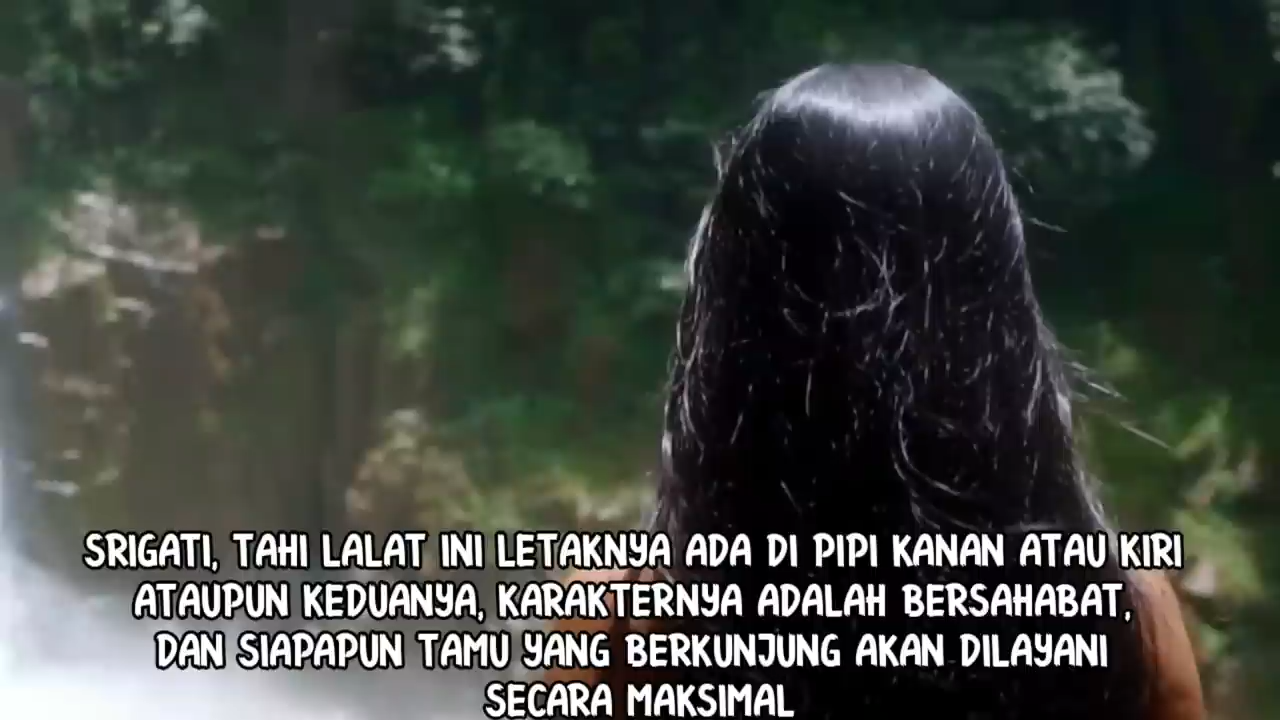 SRIGATI, TAHI LALAT INI LETAKNYA ADA DI PIPI KANAN ATAU KIRI
ATAUPUN KEDUANYA, KARAKTERNYA ADALAH BERSAHABAT,
DAN SIAPAPUN TAMU YANG BERKUNJUNG AKAN DILAYANI
SECARA MAKSIMAL